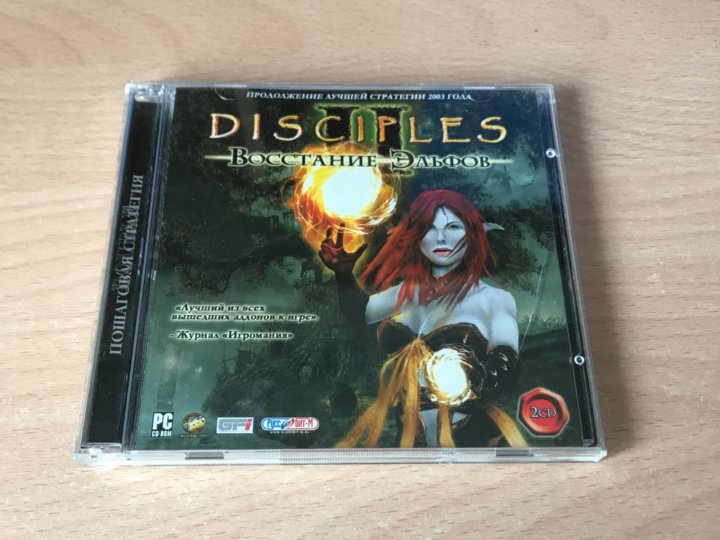 ПРОДОЛЖЕНИЕ ЛУЧШЕЙ СТРАТЕГИИ 2003 ГОДА
II
DISCIPLES
ВОССТАНИЕ ЭЛЬФОВ
ПОШАГОВАЯ СТРАТЕГИЯ
«Лучший из всех
вышедших аддонов к игре».
- Журнал «Игромания»
2CD
PC
CD-ROM
GFI
РУССОБИТ-М